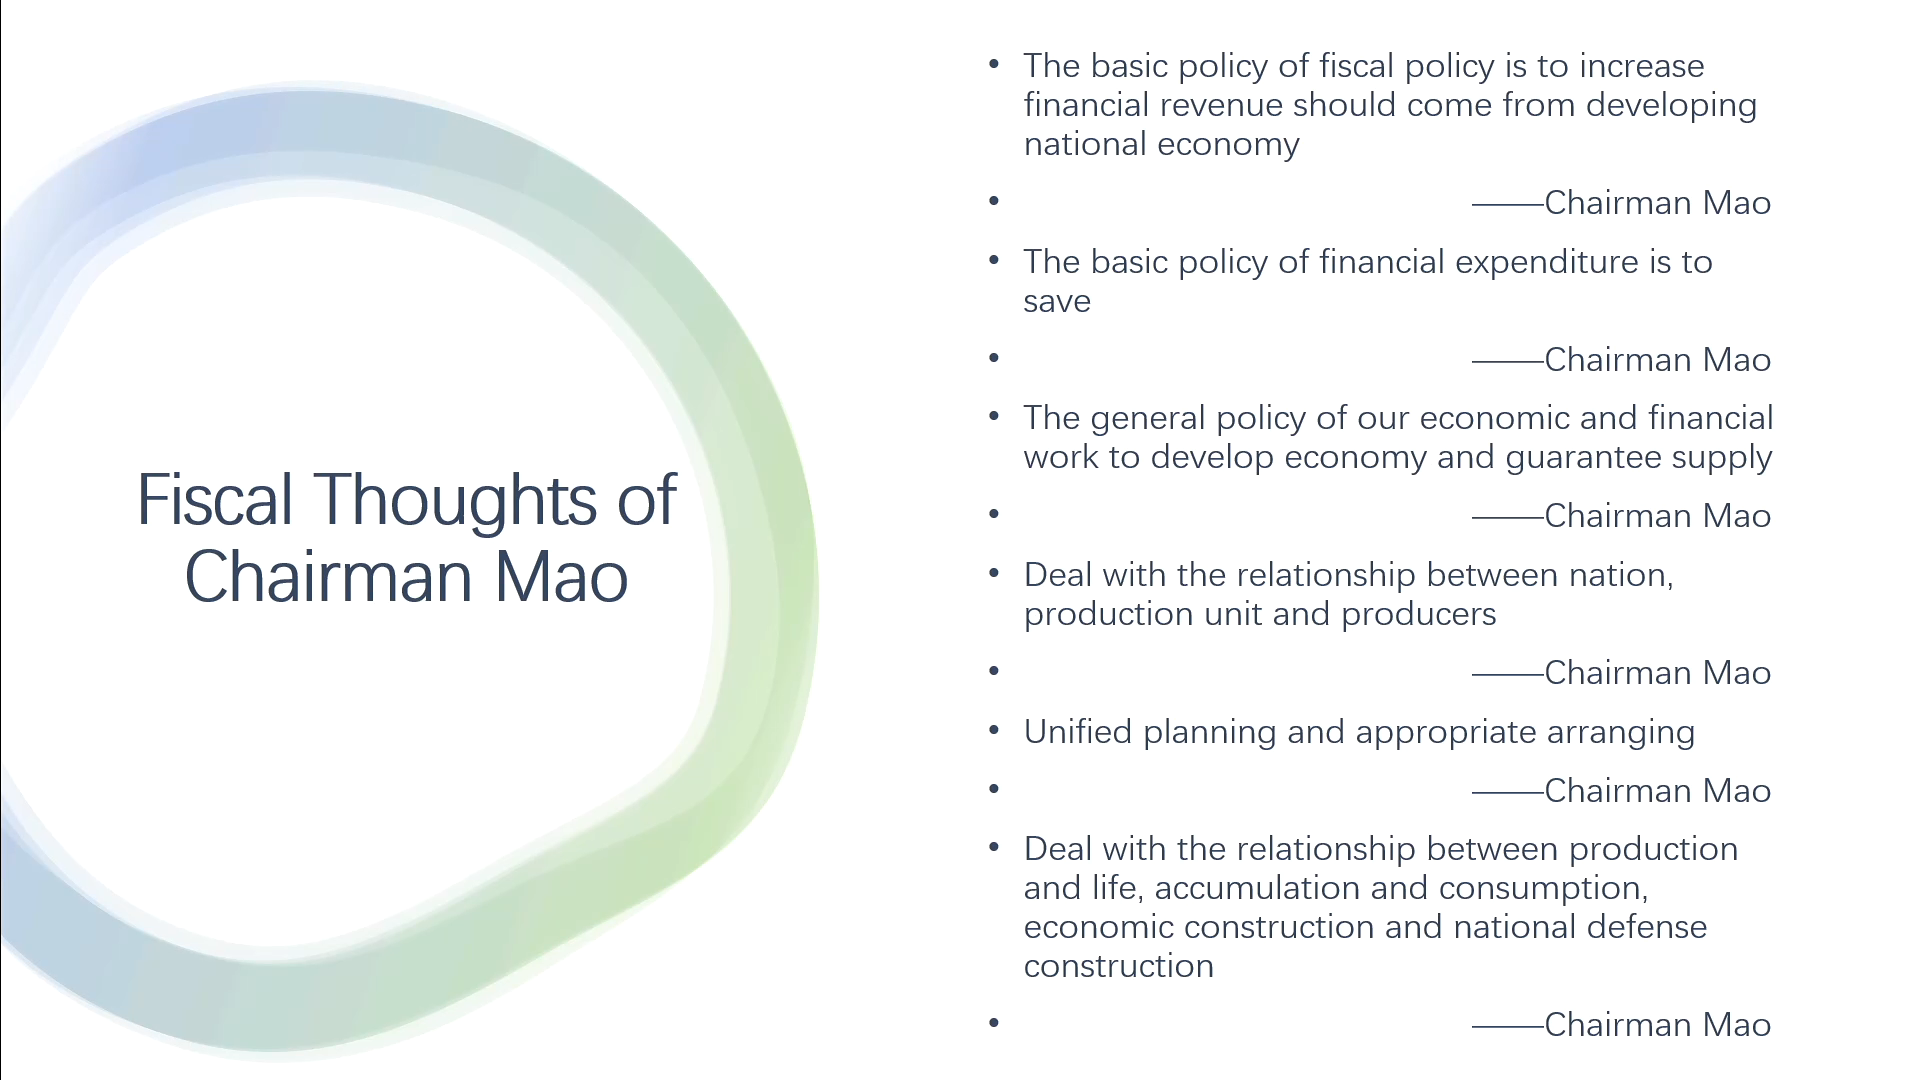 Fiscal Thoughts of
Chairman Mao
• The basic policy of fiscal policy is to increase
financial revenue should come from developing
national economy
• ——Chairman Mao
• The basic policy of financial expenditure is to
save
• ——Chairman Mao
• The general policy of our economic and financial
work to develop economy and guarantee supply
• ——Chairman Mao
• Deal with the relationship between nation,
production unit and producers
• ——Chairman Mao
• Unified planning and appropriate arranging
• ——Chairman Mao
• Deal with the relationship between production
and life, accumulation and consumption,
economic construction and national defense
construction
• ——Chairman Mao